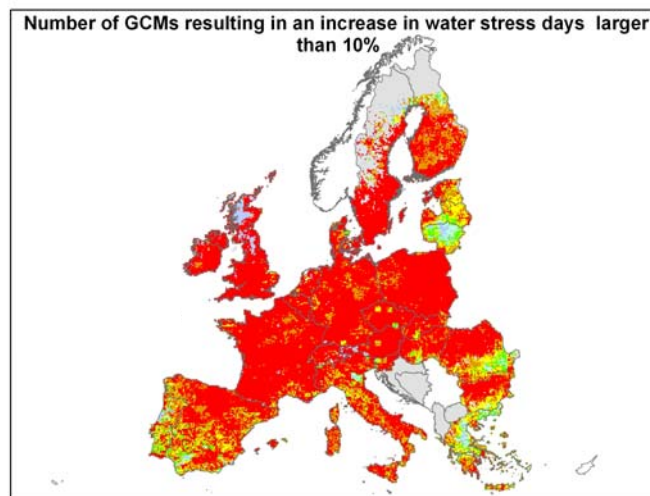 Number of GCMs resulting in an increase in water stress days larger
than 10%